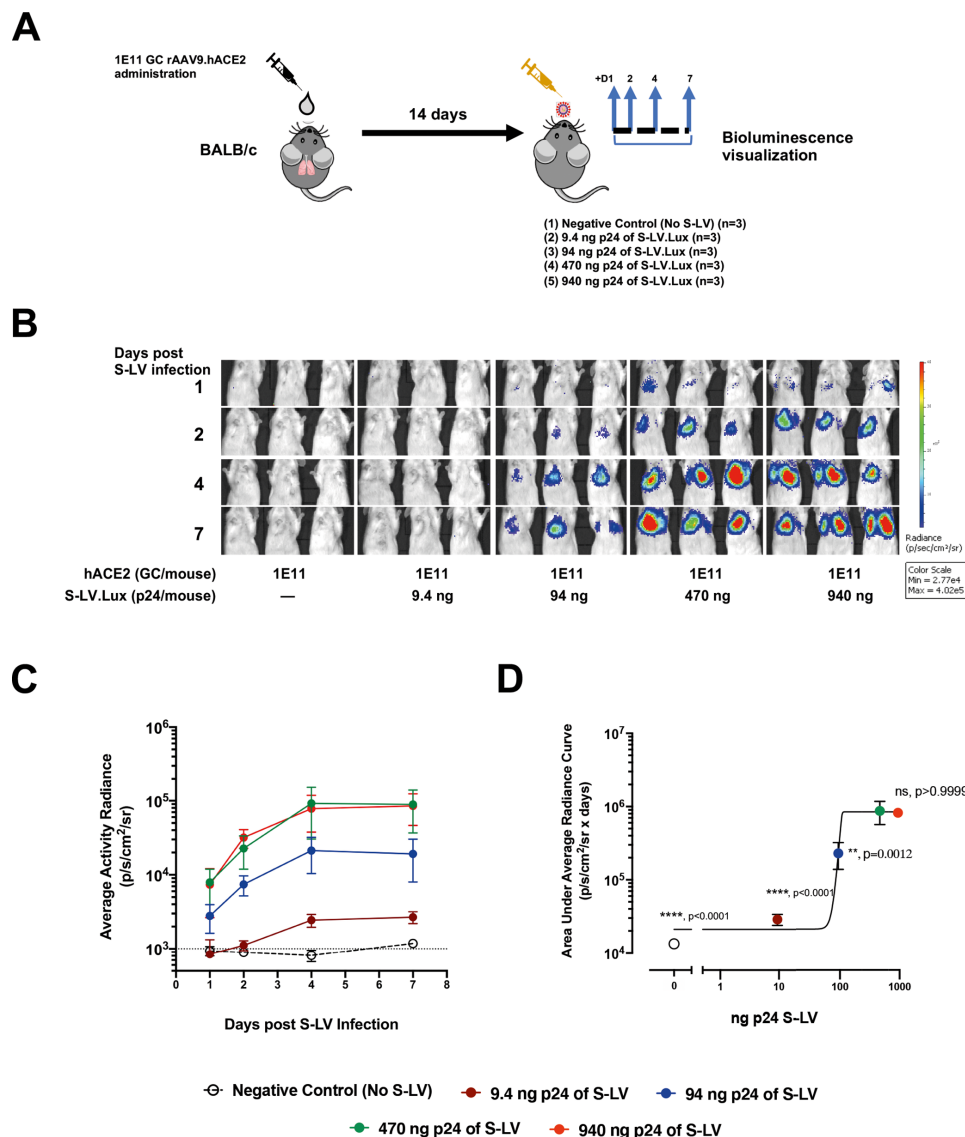 A
1E11 GC rAAV9.hACE2
administration
BALB/c
14 days
+D1 2 4 7
Bioluminescence
visualization
(1) Negative Control (No S-LV) (n=3)
(2) 9.4 ng p24 of S-LV.Lux (n=3)
(3) 94 ng p24 of S-LV.Lux (n=3)
(4) 470 ng p24 of S-LV.Lux (n=3)
(5) 940 ng p24 of S-LV.Lux (n=3)
B
Days post
S-LV infection
1
2
4
7
Radiance
(p/sec/cm²/sr)
Color Scale
Min = 2.77e4
Max = 4.02e5
hACE2 (GC/mouse) 1E11 1E11 1E11 1E11 1E11
S-LV.Lux (p24/mouse) — 9.4 ng 94 ng 470 ng 940 ng
C
Average Activity Radiance
(p/s/cm²/sr)
10⁶
10⁵
10⁴
10³
0 1 2 3 4 5 6 7 8
Days post S-LV Infection
D
Area Under Average Radiance Curve
(p/s/cm²/sr x days)
10⁷
10⁶
10⁵
10⁴
ns, p>0.9999
**, p=0.0012
****, p<0.0001
****, p<0.0001
0 1 10 100 1000
ng p24 S-LV
Negative Control (No S-LV) 9.4 ng p24 of S-LV 94 ng p24 of S-LV
470 ng p24 of S-LV 940 ng p24 of S-LV